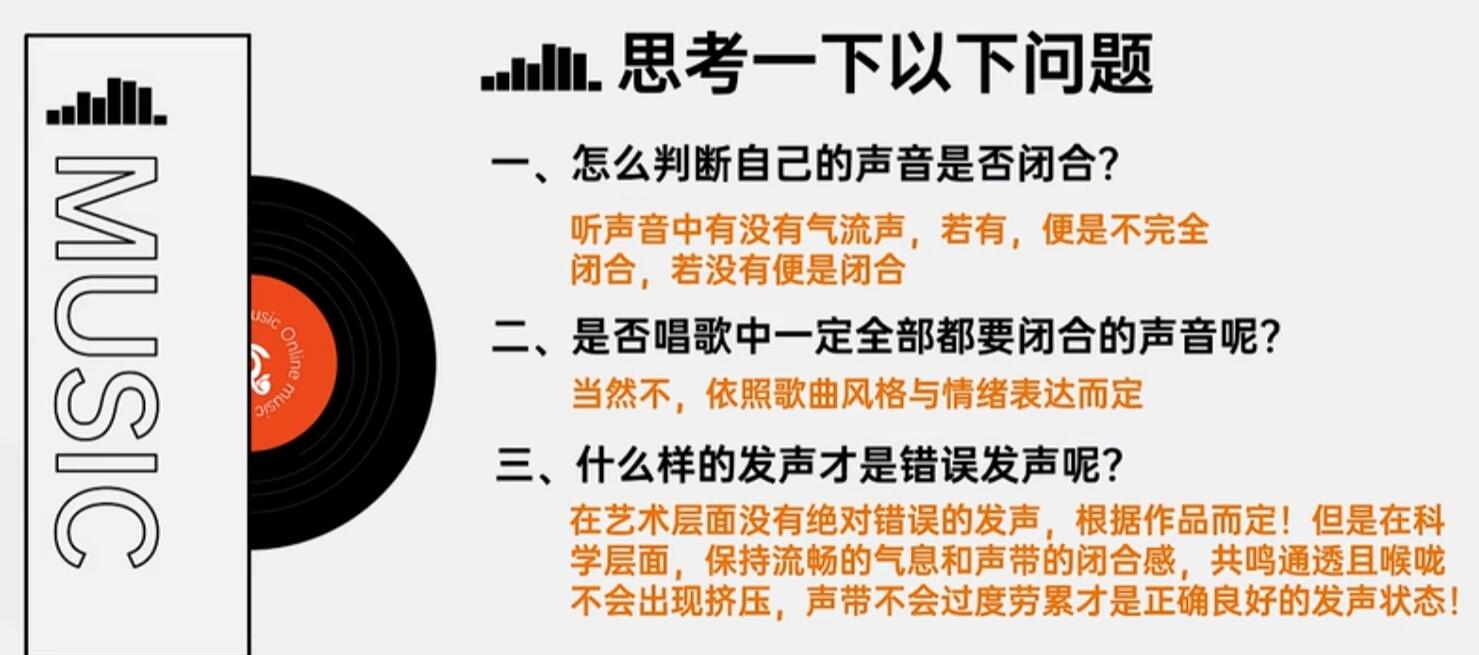 MUSIC
usic Online music
思考一下以下问题
一、怎么判断自己的声音是否闭合？
听声音中有没有气流声，若有，便是不完全
闭合，若没有便是闭合
二、是否唱歌中一定全部都要闭合的声音呢？
当然不，依照歌曲风格与情绪表达而定
三、什么样的发声才是错误发声呢？
在艺术层面没有绝对错误的发声，根据作品而定！但是在科
学层面，保持流畅的气息和声带的闭合感，共鸣通透且喉咙
不会出现挤压，声带不会过度劳累才是正确良好的发声状态！